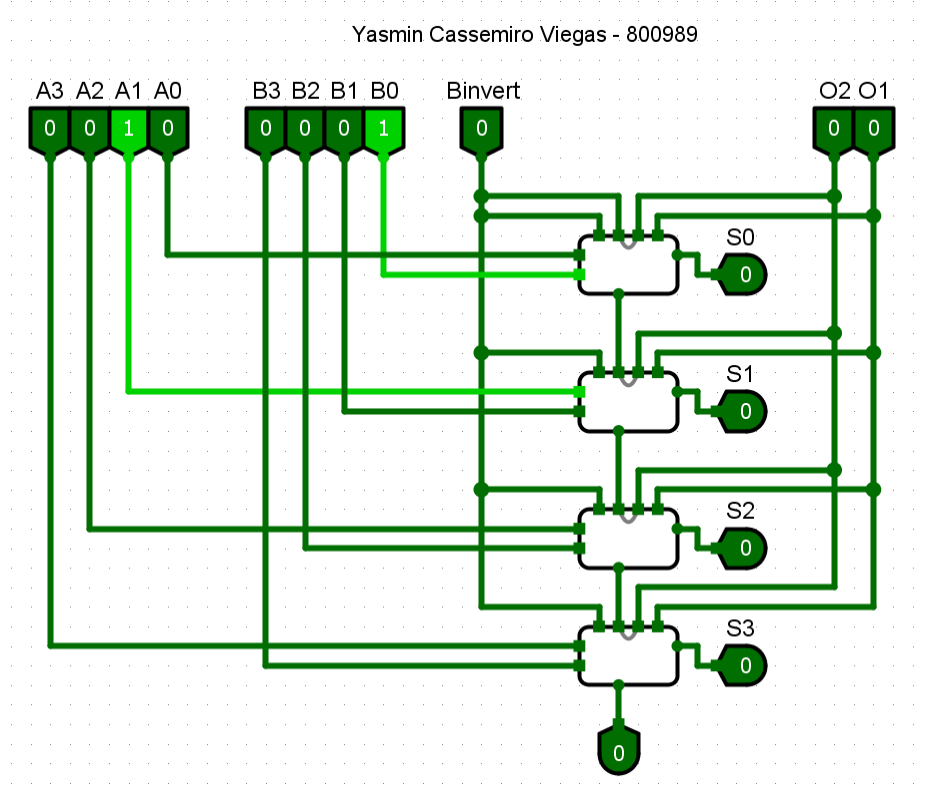 Yasmin Cassemiro Viegas - 800989
A3 A2 A1 A0 B3 B2 B1 B0 Binvert O2 O1
0 0 1 0 0 0 0 1 0 0 0
S0
0
S1
0
S2
0
S3
0
0